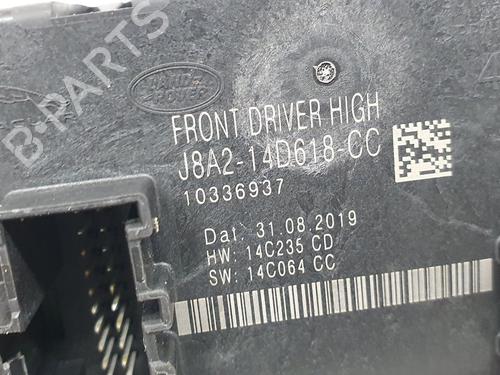 LAND
ROVER
FRONT DRIVER HIGH
J8A2-14D618-CC
10336937
Dat: 31.08.2019
HW: 14C235 CD
SW: 14C064 CC
B-PARTS